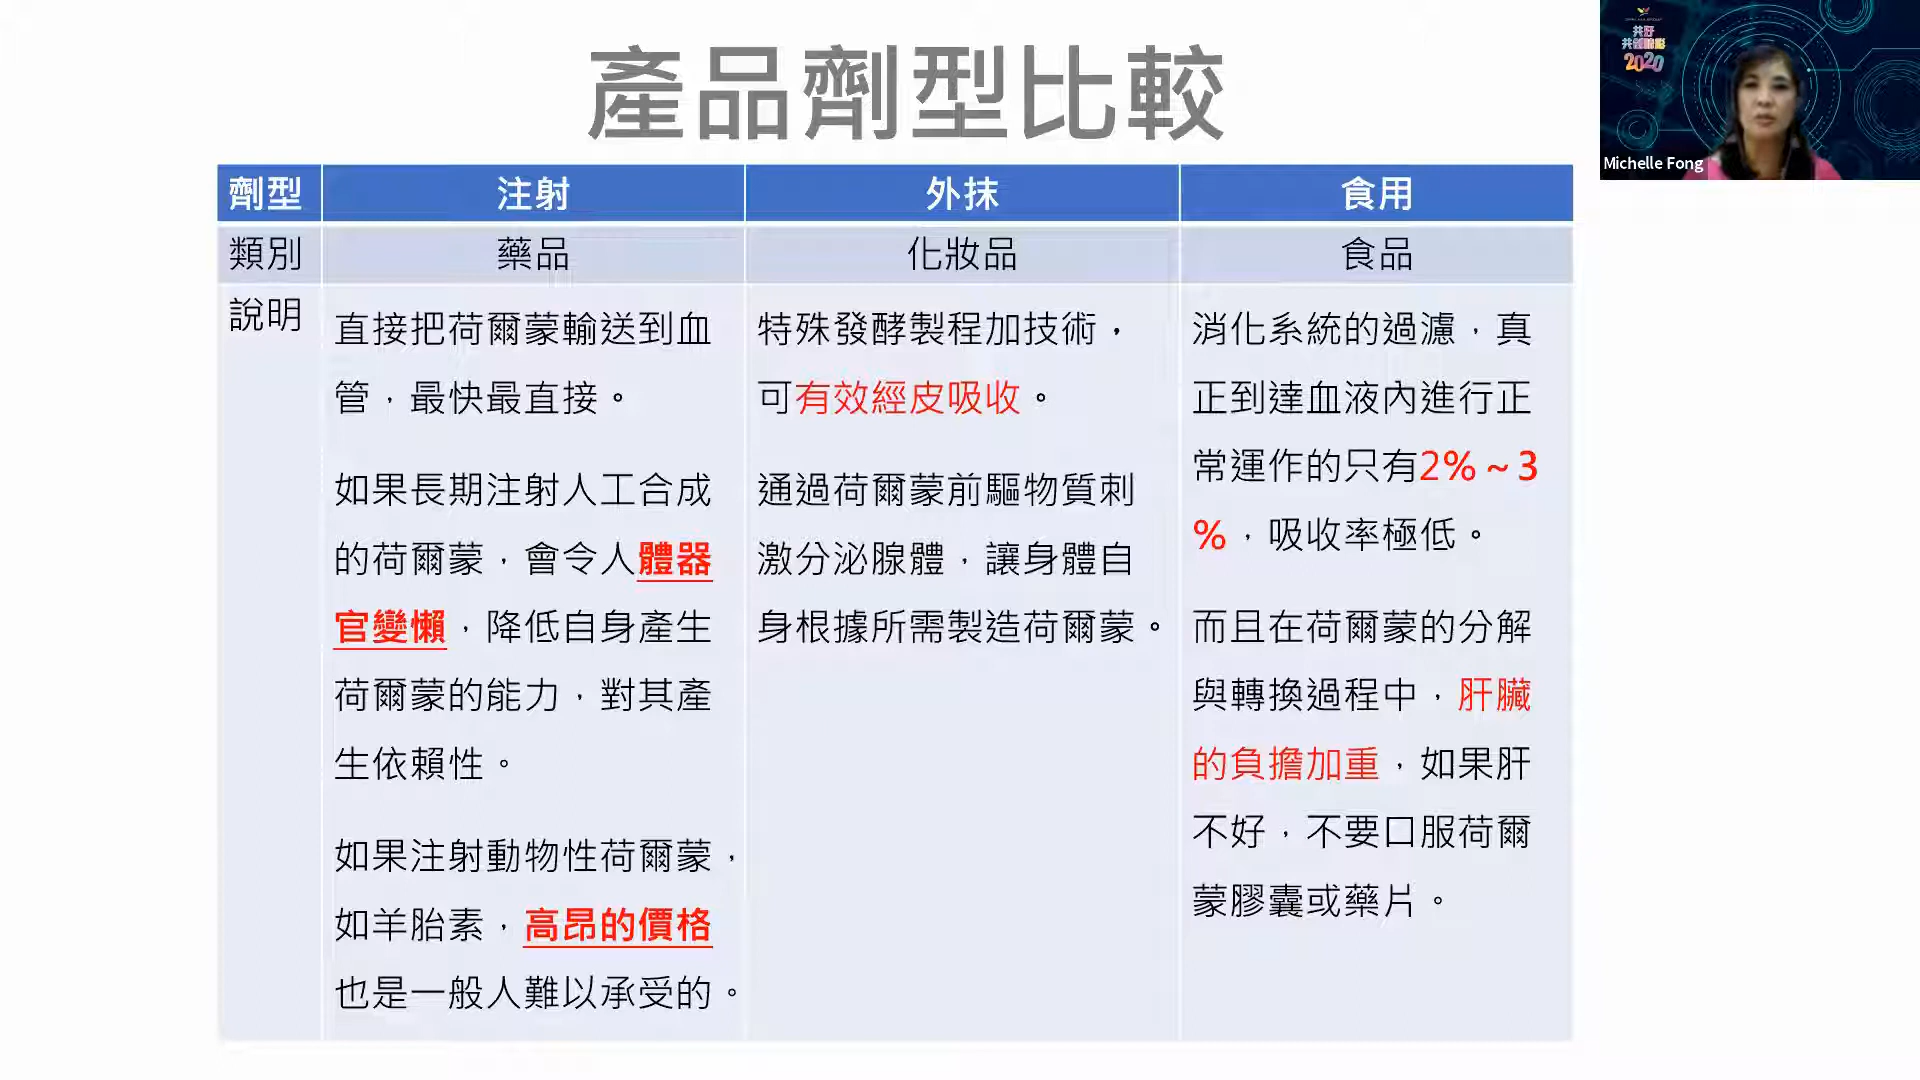 產品劑型比較
劑型 注射 外抹 食用
類別 藥品 化妝品 食品
說明
直接把荷爾蒙輸送到血
管，最快最直接。
如果長期注射人工合成
的荷爾蒙，會令人體器
官變懶，降低自身產生
荷爾蒙的能力，對其產
生依賴性。
如果注射動物性荷爾蒙，
如羊胎素，高昂的價格
也是一般人難以承受的。
特殊發酵製程加技術，
可有效經皮吸收。
通過荷爾蒙前驅物質刺
激分泌腺體，讓身體自
身根據所需製造荷爾蒙。
消化系統的過濾，真
正到達血液內進行正
常運作的只有2%～3
%，吸收率極低。
而且在荷爾蒙的分解
與轉換過程中，肝臟
的負擔加重，如果肝
不好，不要口服荷爾
蒙膠囊或藥片。
共好
2020
Michelle Fong